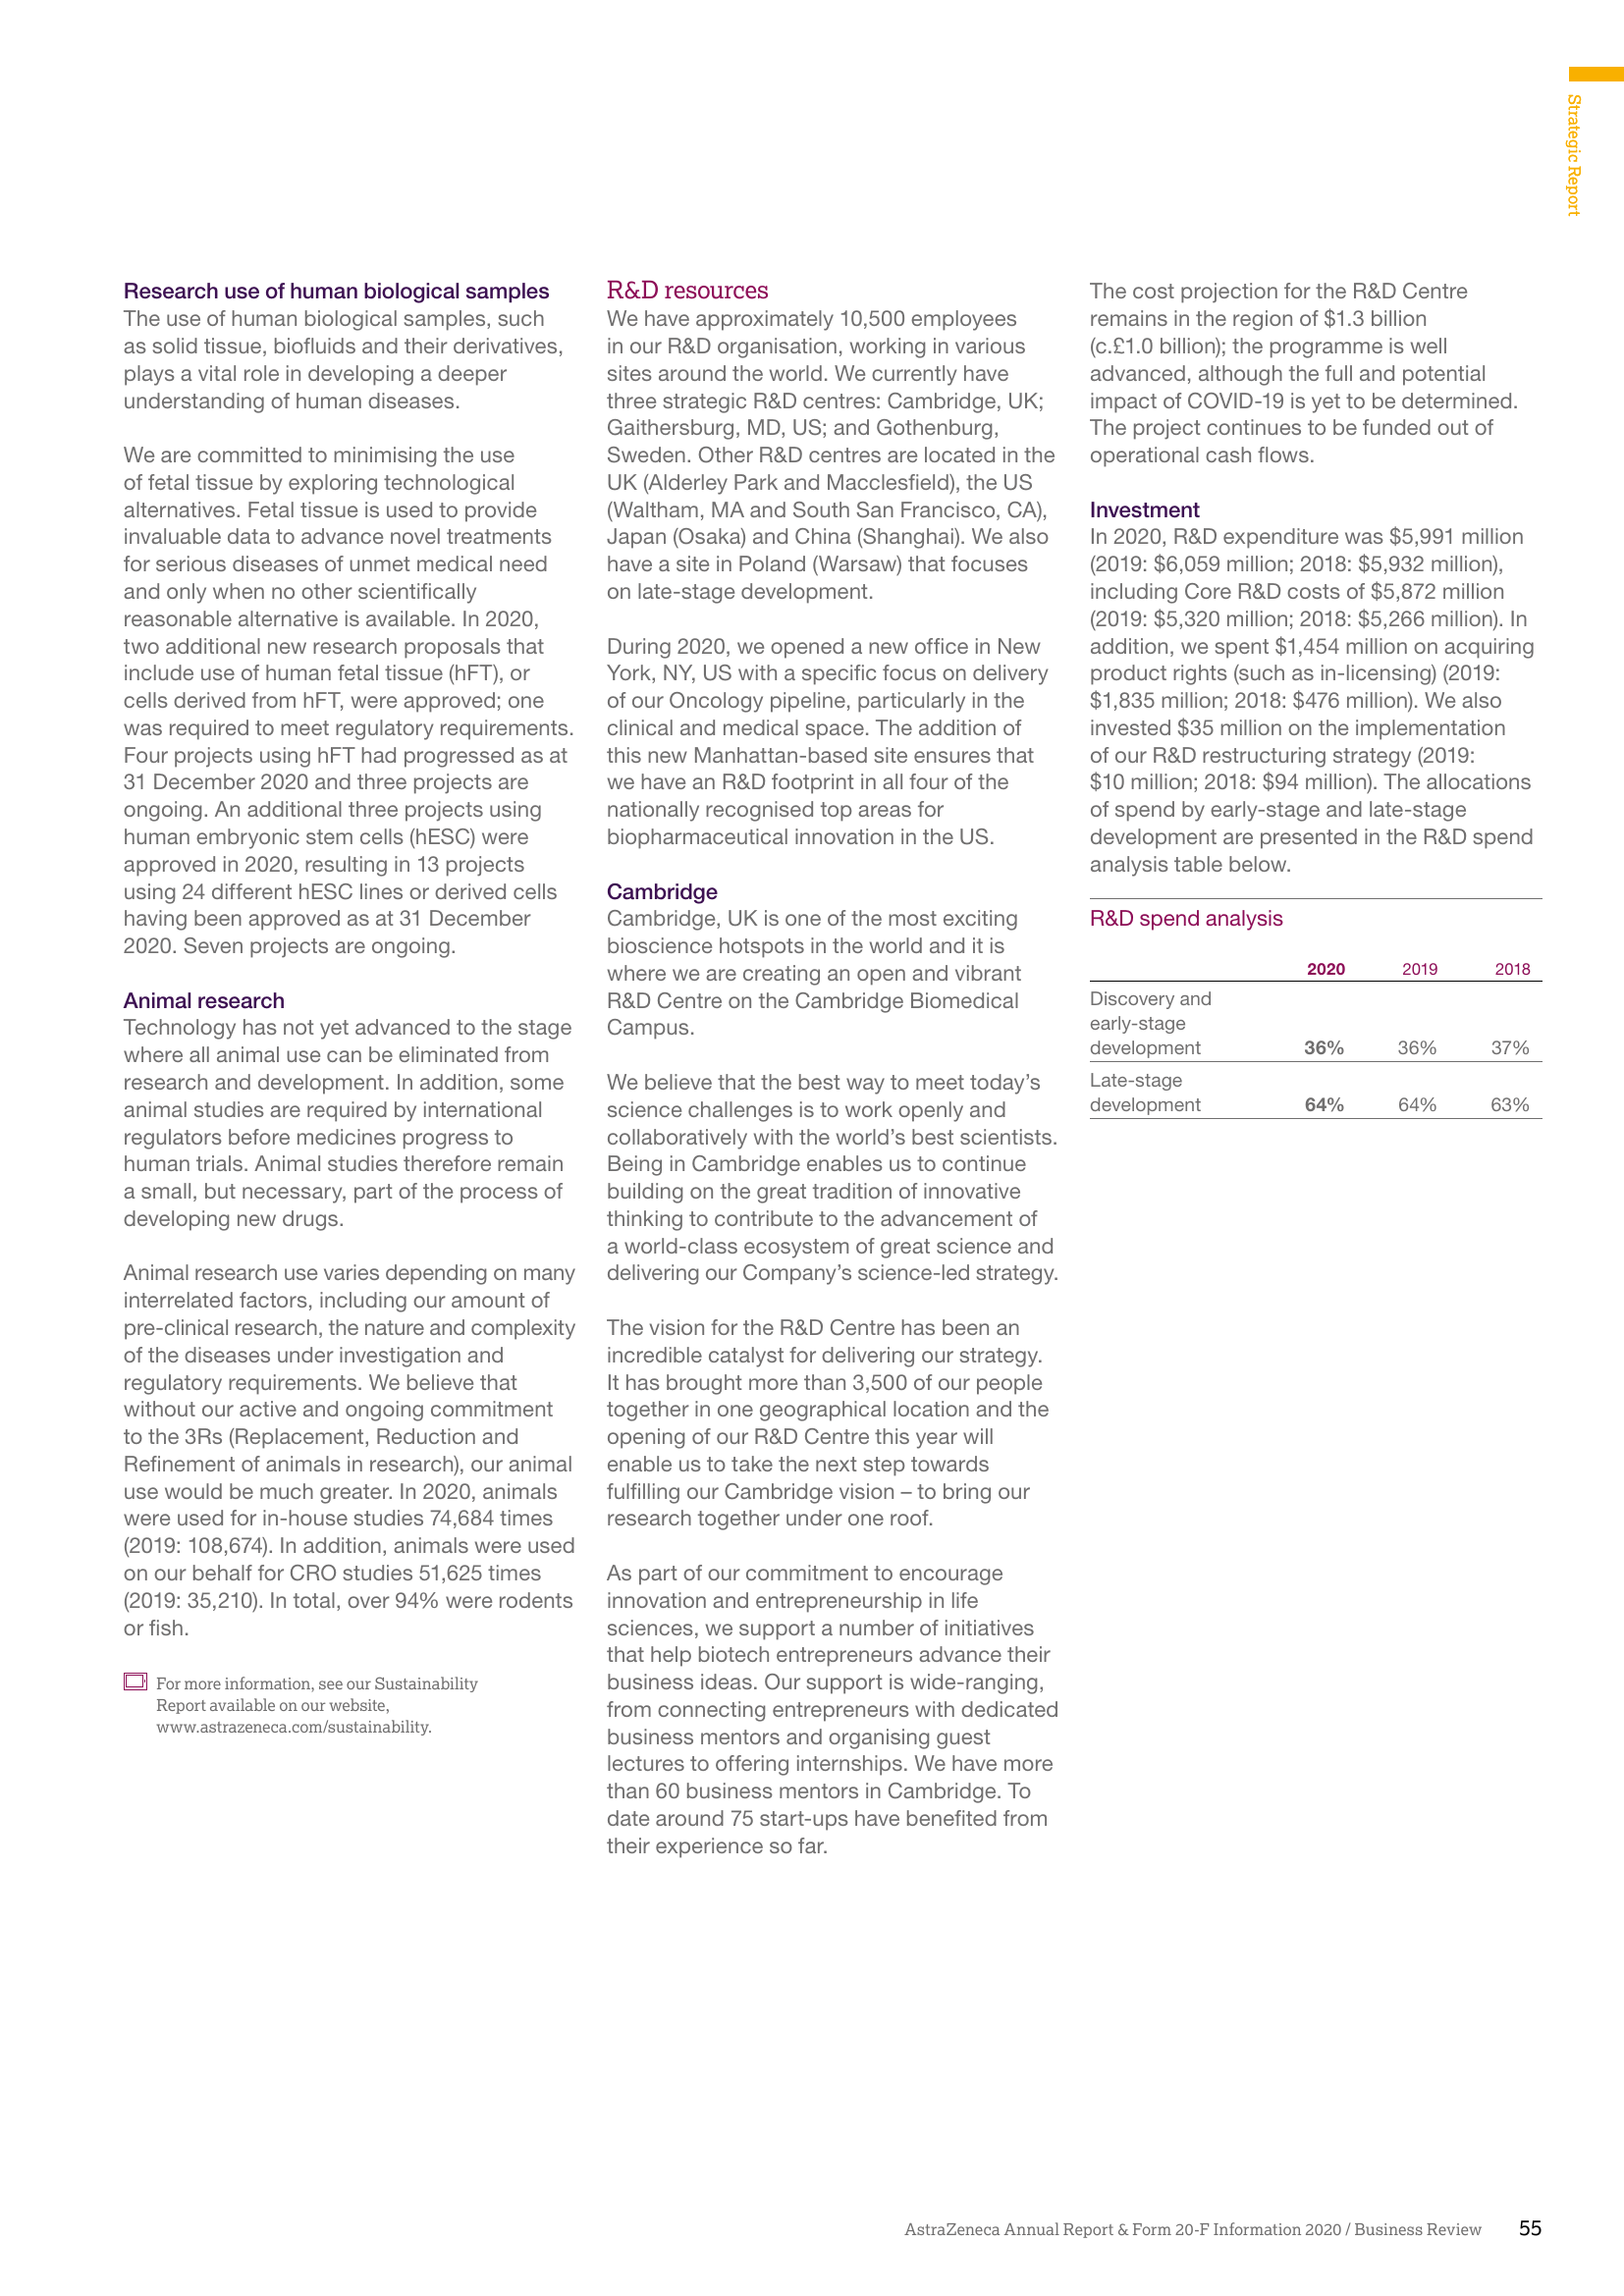 Strategic Report
Research use of human biological samples
The use of human biological samples, such
as solid tissue, biofluids and their derivatives,
plays a vital role in developing a deeper
understanding of human diseases.
We are committed to minimising the use
of fetal tissue by exploring technological
alternatives. Fetal tissue is used to provide
invaluable data to advance novel treatments
for serious diseases of unmet medical need
and only when no other scientifically
reasonable alternative is available. In 2020,
two additional new research proposals that
include use of human fetal tissue (hFT), or
cells derived from hFT, were approved; one
was required to meet regulatory requirements.
Four projects using hFT had progressed as at
31 December 2020 and three projects are
ongoing. An additional three projects using
human embryonic stem cells (hESC) were
approved in 2020, resulting in 13 projects
using 24 different hESC lines or derived cells
having been approved as at 31 December
2020. Seven projects are ongoing.
Animal research
Technology has not yet advanced to the stage
where all animal use can be eliminated from
research and development. In addition, some
animal studies are required by international
regulators before medicines progress to
human trials. Animal studies therefore remain
a small, but necessary, part of the process of
developing new drugs.
Animal research use varies depending on many
interrelated factors, including our amount of
pre-clinical research, the nature and complexity
of the diseases under investigation and
regulatory requirements. We believe that
without our active and ongoing commitment
to the 3Rs (Replacement, Reduction and
Refinement of animals in research), our animal
use would be much greater. In 2020, animals
were used for in-house studies 74,684 times
(2019: 108,674). In addition, animals were used
on our behalf for CRO studies 51,625 times
(2019: 35,210). In total, over 94% were rodents
or fish.
For more information, see our Sustainability
Report available on our website,
www.astrazeneca.com/sustainability.
R&D resources
We have approximately 10,500 employees
in our R&D organisation, working in various
sites around the world. We currently have
three strategic R&D centres: Cambridge, UK;
Gaithersburg, MD, US; and Gothenburg,
Sweden. Other R&D centres are located in the
UK (Alderley Park and Macclesfield), the US
(Waltham, MA and South San Francisco, CA),
Japan (Osaka) and China (Shanghai). We also
have a site in Poland (Warsaw) that focuses
on late-stage development.
During 2020, we opened a new office in New
York, NY, US with a specific focus on delivery
of our Oncology pipeline, particularly in the
clinical and medical space. The addition of
this new Manhattan-based site ensures that
we have an R&D footprint in all four of the
nationally recognised top areas for
biopharmaceutical innovation in the US.
Cambridge
Cambridge, UK is one of the most exciting
bioscience hotspots in the world and it is
where we are creating an open and vibrant
R&D Centre on the Cambridge Biomedical
Campus.
We believe that the best way to meet today’s
science challenges is to work openly and
collaboratively with the world’s best scientists.
Being in Cambridge enables us to continue
building on the great tradition of innovative
thinking to contribute to the advancement of
a world-class ecosystem of great science and
delivering our Company’s science-led strategy.
The vision for the R&D Centre has been an
incredible catalyst for delivering our strategy.
It has brought more than 3,500 of our people
together in one geographical location and the
opening of our R&D Centre this year will
enable us to take the next step towards
fulfilling our Cambridge vision – to bring our
research together under one roof.
As part of our commitment to encourage
innovation and entrepreneurship in life
sciences, we support a number of initiatives
that help biotech entrepreneurs advance their
business ideas. Our support is wide-ranging,
from connecting entrepreneurs with dedicated
business mentors and organising guest
lectures to offering internships. We have more
than 60 business mentors in Cambridge. To
date around 75 start-ups have benefited from
their experience so far.
The cost projection for the R&D Centre
remains in the region of $1.3 billion
(c.£1.0 billion); the programme is well
advanced, although the full and potential
impact of COVID-19 is yet to be determined.
The project continues to be funded out of
operational cash flows.
Investment
In 2020, R&D expenditure was $5,991 million
(2019: $6,059 million; 2018: $5,932 million),
including Core R&D costs of $5,872 million
(2019: $5,320 million; 2018: $5,266 million). In
addition, we spent $1,454 million on acquiring
product rights (such as in-licensing) (2019:
$1,835 million; 2018: $476 million). We also
invested $35 million on the implementation
of our R&D restructuring strategy (2019:
$10 million; 2018: $94 million). The allocations
of spend by early-stage and late-stage
development are presented in the R&D spend
analysis table below.
R&D spend analysis
2020 2019 2018
Discovery and
early-stage
development 36% 36% 37%
Late-stage
development 64% 64% 63%
AstraZeneca Annual Report & Form 20-F Information 2020 / Business Review 55